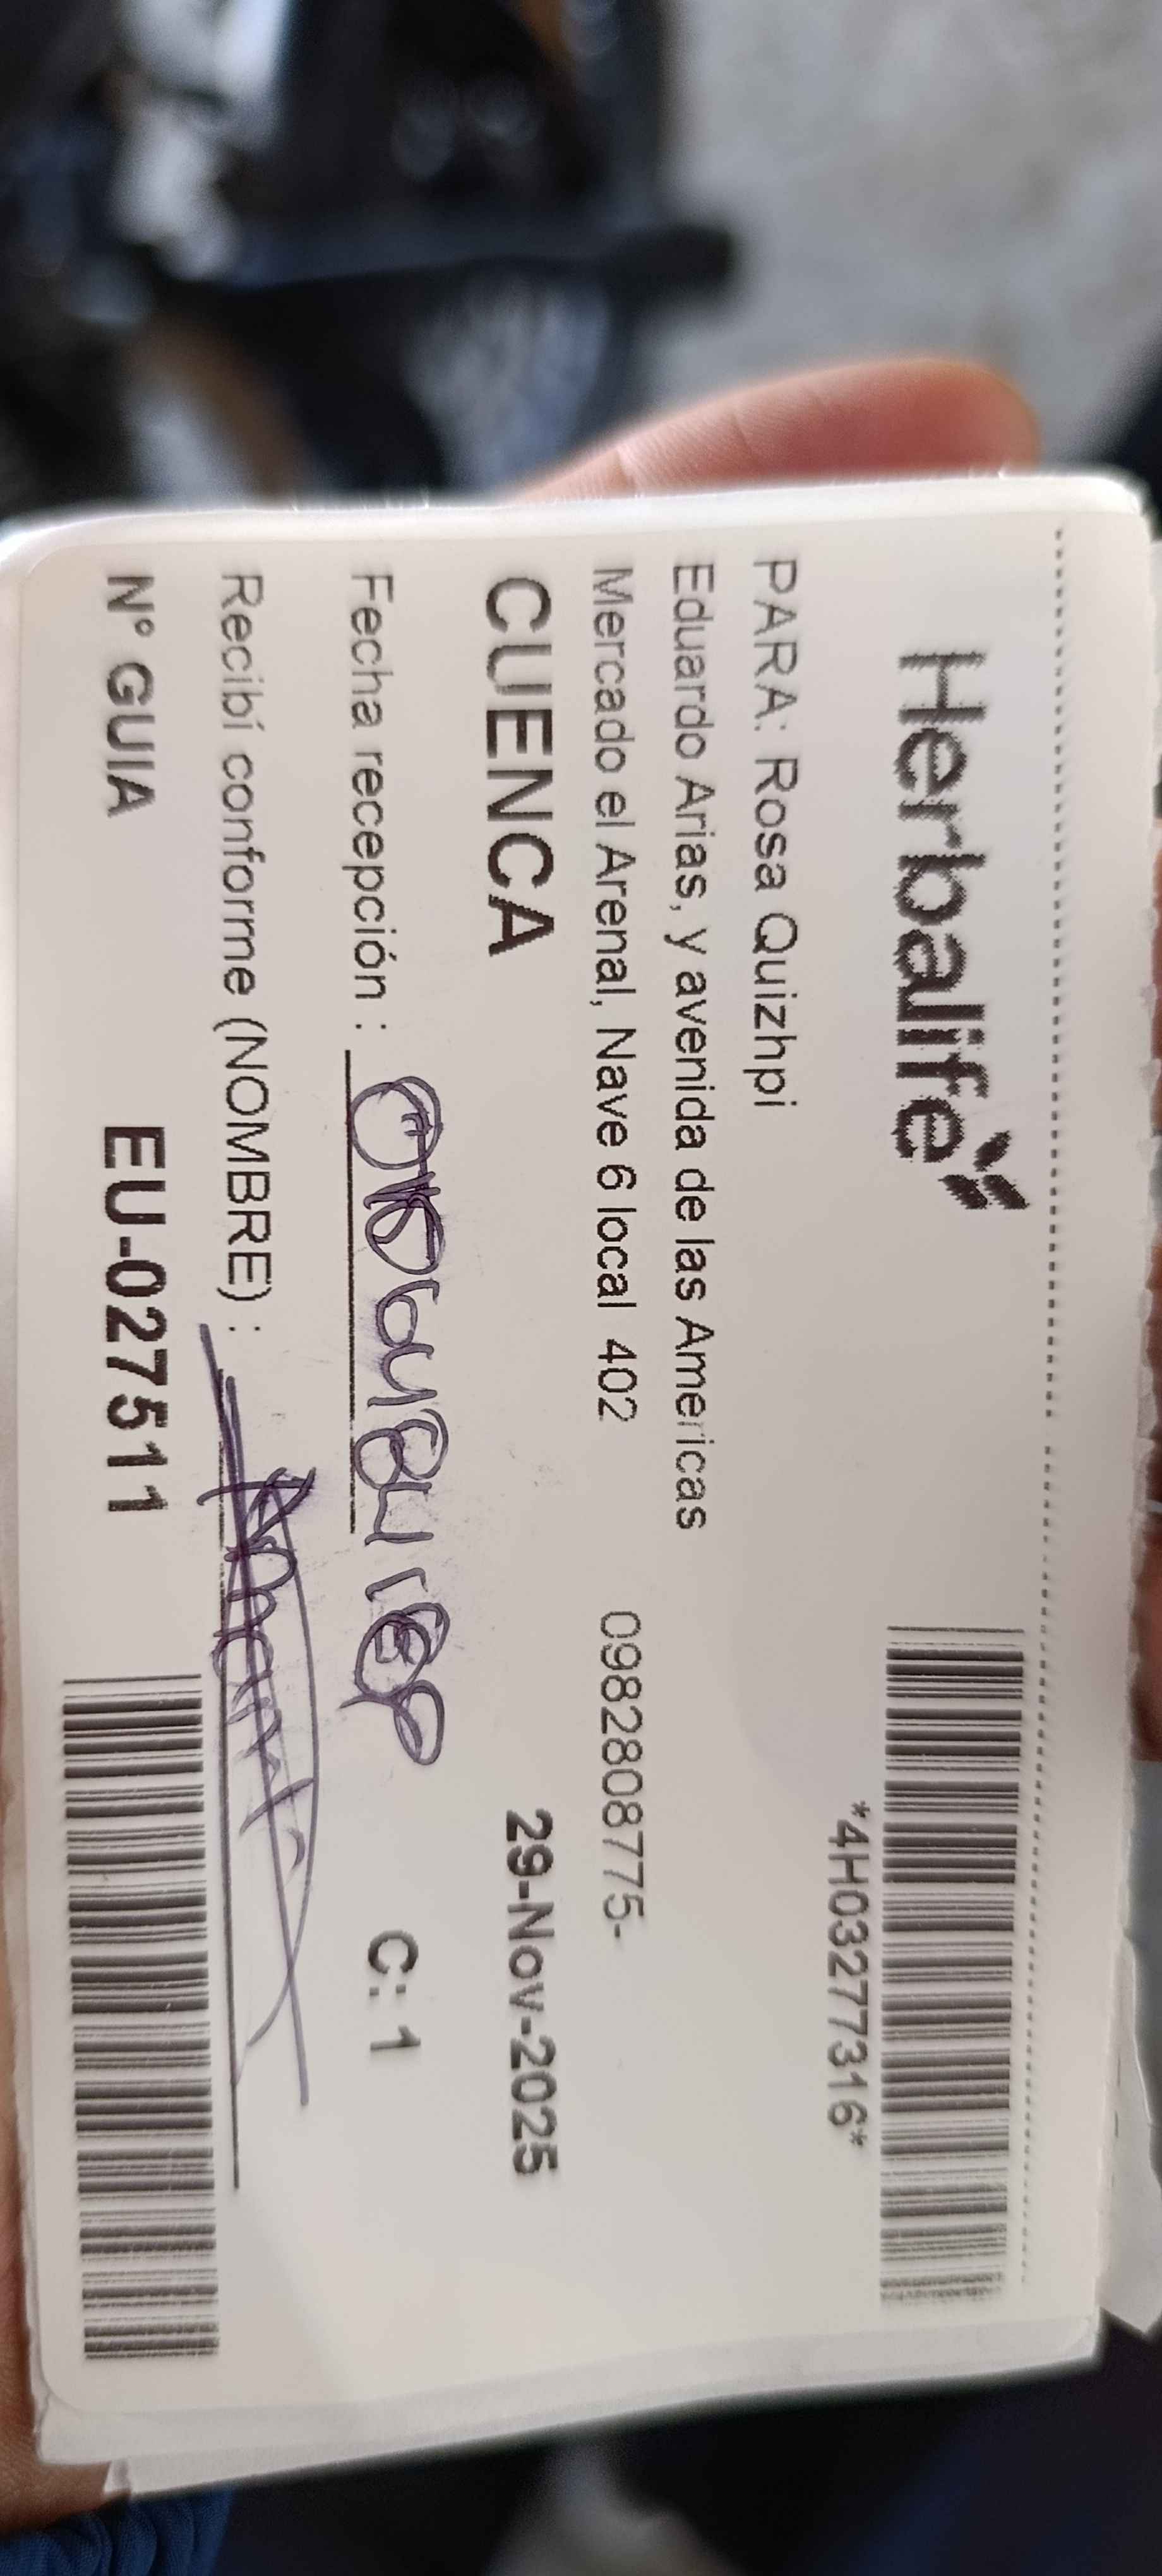 Herbalife
*4H03277316*
PARA: Rosa Quizhpi
Eduardo Arias, y avenida de las Americas
Mercado el Arenal, Nave 6 local 402 0982808775-
CUENCA 29-Nov-2025
Fecha recepción : C: 1
Recibí conforme (NOMBRE) :
N° GUIA EU-027511